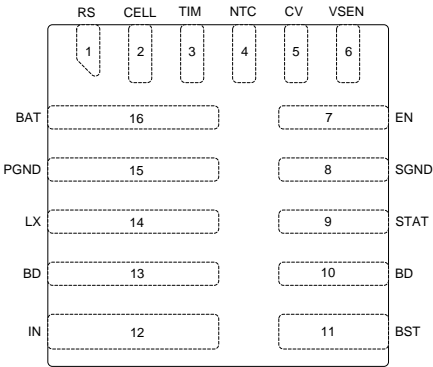 RS CELL TIM NTC CV VSEN
1 2 3 4 5 6
BAT 16 7 EN
PGND 15 8 SGND
LX 14 9 STAT
BD 13 10 BD
IN 12 11 BST